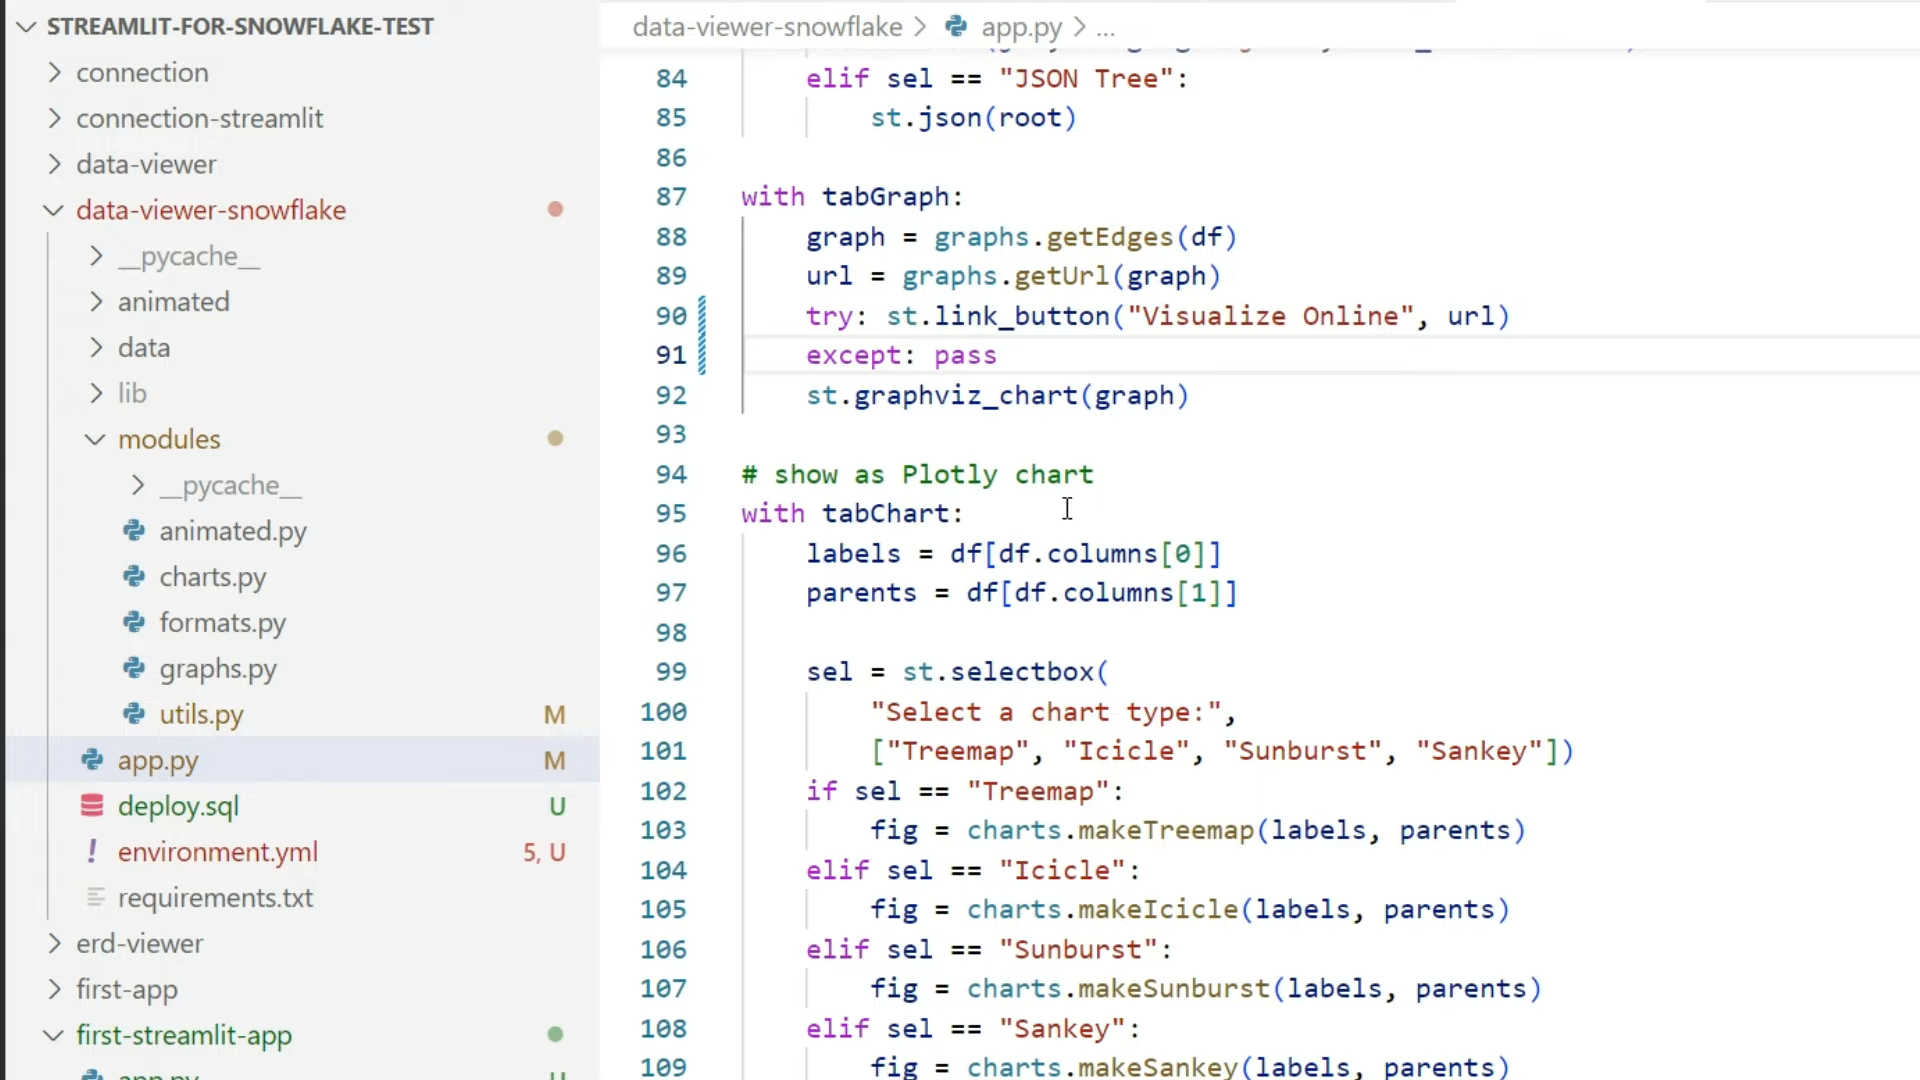 STREAMLIT-FOR-SNOWFLAKE-TEST
connection
connection-streamlit
data-viewer
data-viewer-snowflake
__pycache__
animated
data
lib
modules
__pycache__
animated.py
charts.py
formats.py
graphs.py
utils.py M
app.py M
deploy.sql U
! environment.yml 5, U
requirements.txt
erd-viewer
first-app
first-streamlit-app
app.py U
data-viewer-snowflake > app.py > ...
84 elif sel == "JSON Tree":
85 st.json(root)
86
87 with tabGraph:
88 graph = graphs.getEdges(df)
89 url = graphs.getUrl(graph)
90 try: st.link_button("Visualize Online", url)
91 except: pass
92 st.graphviz_chart(graph)
93
94 # show as Plotly chart
95 with tabChart:
96 labels = df[df.columns[0]]
97 parents = df[df.columns[1]]
98
99 sel = st.selectbox(
100 "Select a chart type:",
101 ["Treemap", "Icicle", "Sunburst", "Sankey"])
102 if sel == "Treemap":
103 fig = charts.makeTreemap(labels, parents)
104 elif sel == "Icicle":
105 fig = charts.makeIcicle(labels, parents)
106 elif sel == "Sunburst":
107 fig = charts.makeSunburst(labels, parents)
108 elif sel == "Sankey":
109 fig = charts.makeSankey(labels, parents)